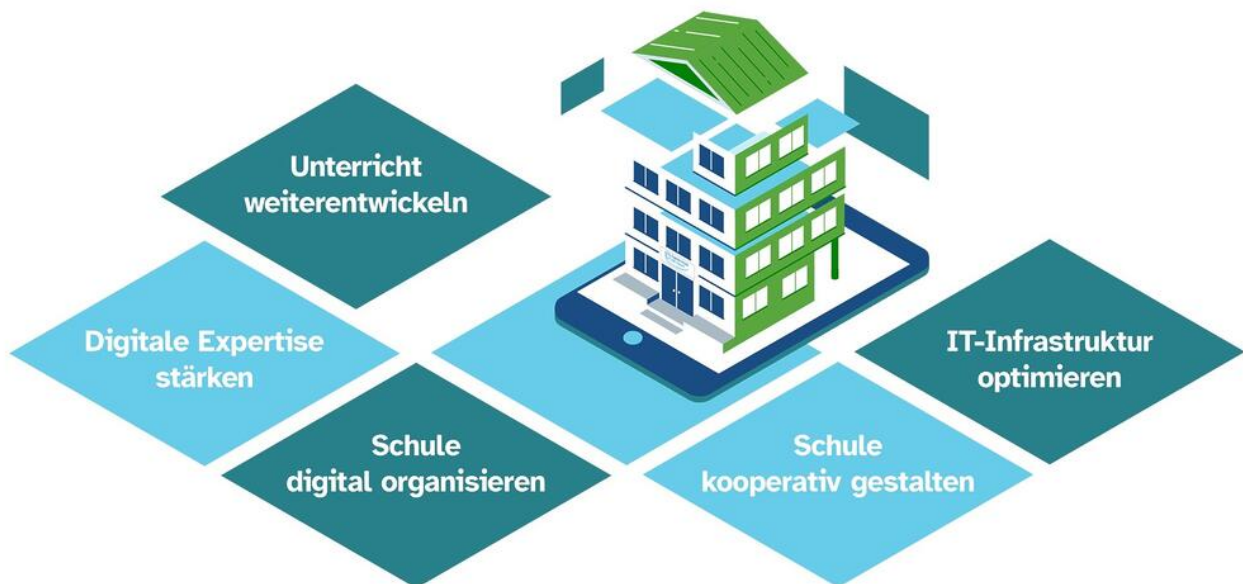 Unterricht
weiterentwickeln
Digitale Expertise
stärken
Schule
digital organisieren
Schule
kooperativ gestalten
IT-Infrastruktur
optimieren